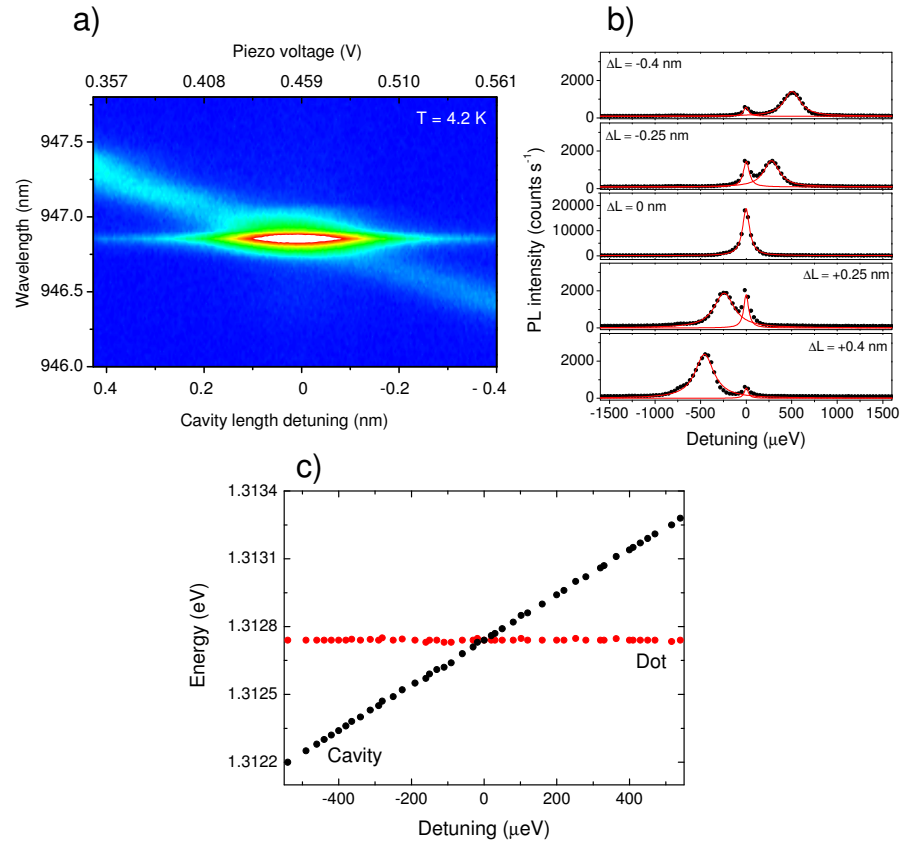 a)
Piezo voltage (V)
0.357 0.408 0.459 0.510 0.561
T = 4.2 K
947.5
947.0
946.5
946.0
Wavelength (nm)
0.4 0.2 0 -0.2 -0.4
Cavity length detuning (nm)
b)
ΔL = -0.4 nm
2000
0
ΔL = -0.25 nm
2000
0
ΔL = 0 nm
20000
10000
0
ΔL = +0.25 nm
2000
0
ΔL = +0.4 nm
2000
0
PL intensity (counts s⁻¹)
-1500 -1000 -500 0 500 1000 1500
Detuning (μeV)
c)
1.3134
1.3131
1.3128
1.3125
1.3122
Energy (eV)
Dot
Cavity
-400 -200 0 200 400
Detuning (μeV)